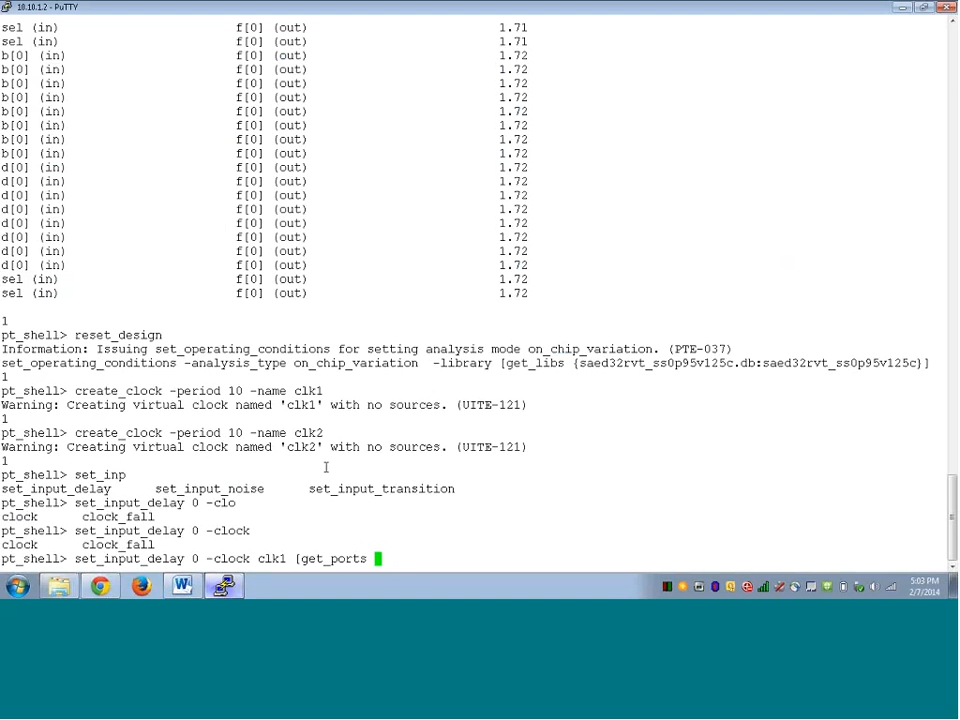 10.10.1.2 - PuTTY
sel (in) f[0] (out) 1.71
sel (in) f[0] (out) 1.71
b[0] (in) f[0] (out) 1.72
b[0] (in) f[0] (out) 1.72
b[0] (in) f[0] (out) 1.72
b[0] (in) f[0] (out) 1.72
b[0] (in) f[0] (out) 1.72
b[0] (in) f[0] (out) 1.72
b[0] (in) f[0] (out) 1.72
b[0] (in) f[0] (out) 1.72
d[0] (in) f[0] (out) 1.72
d[0] (in) f[0] (out) 1.72
d[0] (in) f[0] (out) 1.72
d[0] (in) f[0] (out) 1.72
d[0] (in) f[0] (out) 1.72
d[0] (in) f[0] (out) 1.72
d[0] (in) f[0] (out) 1.72
d[0] (in) f[0] (out) 1.72
sel (in) f[0] (out) 1.72
sel (in) f[0] (out) 1.72
1
pt_shell> reset_design
Information: Issuing set_operating_conditions for setting analysis mode on_chip_variation. (PTE-037)
set_operating_conditions -analysis_type on_chip_variation -library [get_libs {saed32rvt_ss0p95v125c.db:saed32rvt_ss0p95v125c}]
1
pt_shell> create_clock -period 10 -name clk1
Warning: Creating virtual clock named 'clk1' with no sources. (UITE-121)
1
pt_shell> create_clock -period 10 -name clk2
Warning: Creating virtual clock named 'clk2' with no sources. (UITE-121)
1
pt_shell> set_inp
set_input_delay set_input_noise set_input_transition
pt_shell> set_input_delay 0 -clo
clock clock_fall
pt_shell> set_input_delay 0 -clock
clock clock_fall
pt_shell> set_input_delay 0 -clock clk1 [get_ports
5:03 PM
2/7/2014